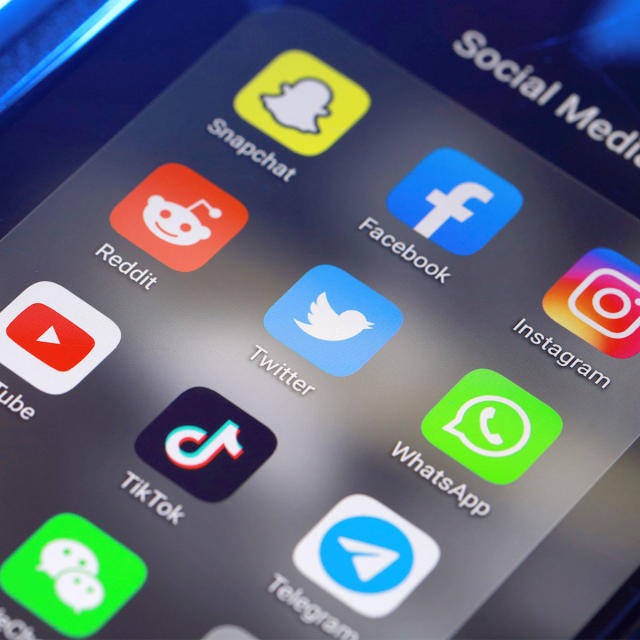 Social Media
Snapchat
Facebook
Instagram
Reddit
Twitter
WhatsApp
Tube
TikTok
Telegram